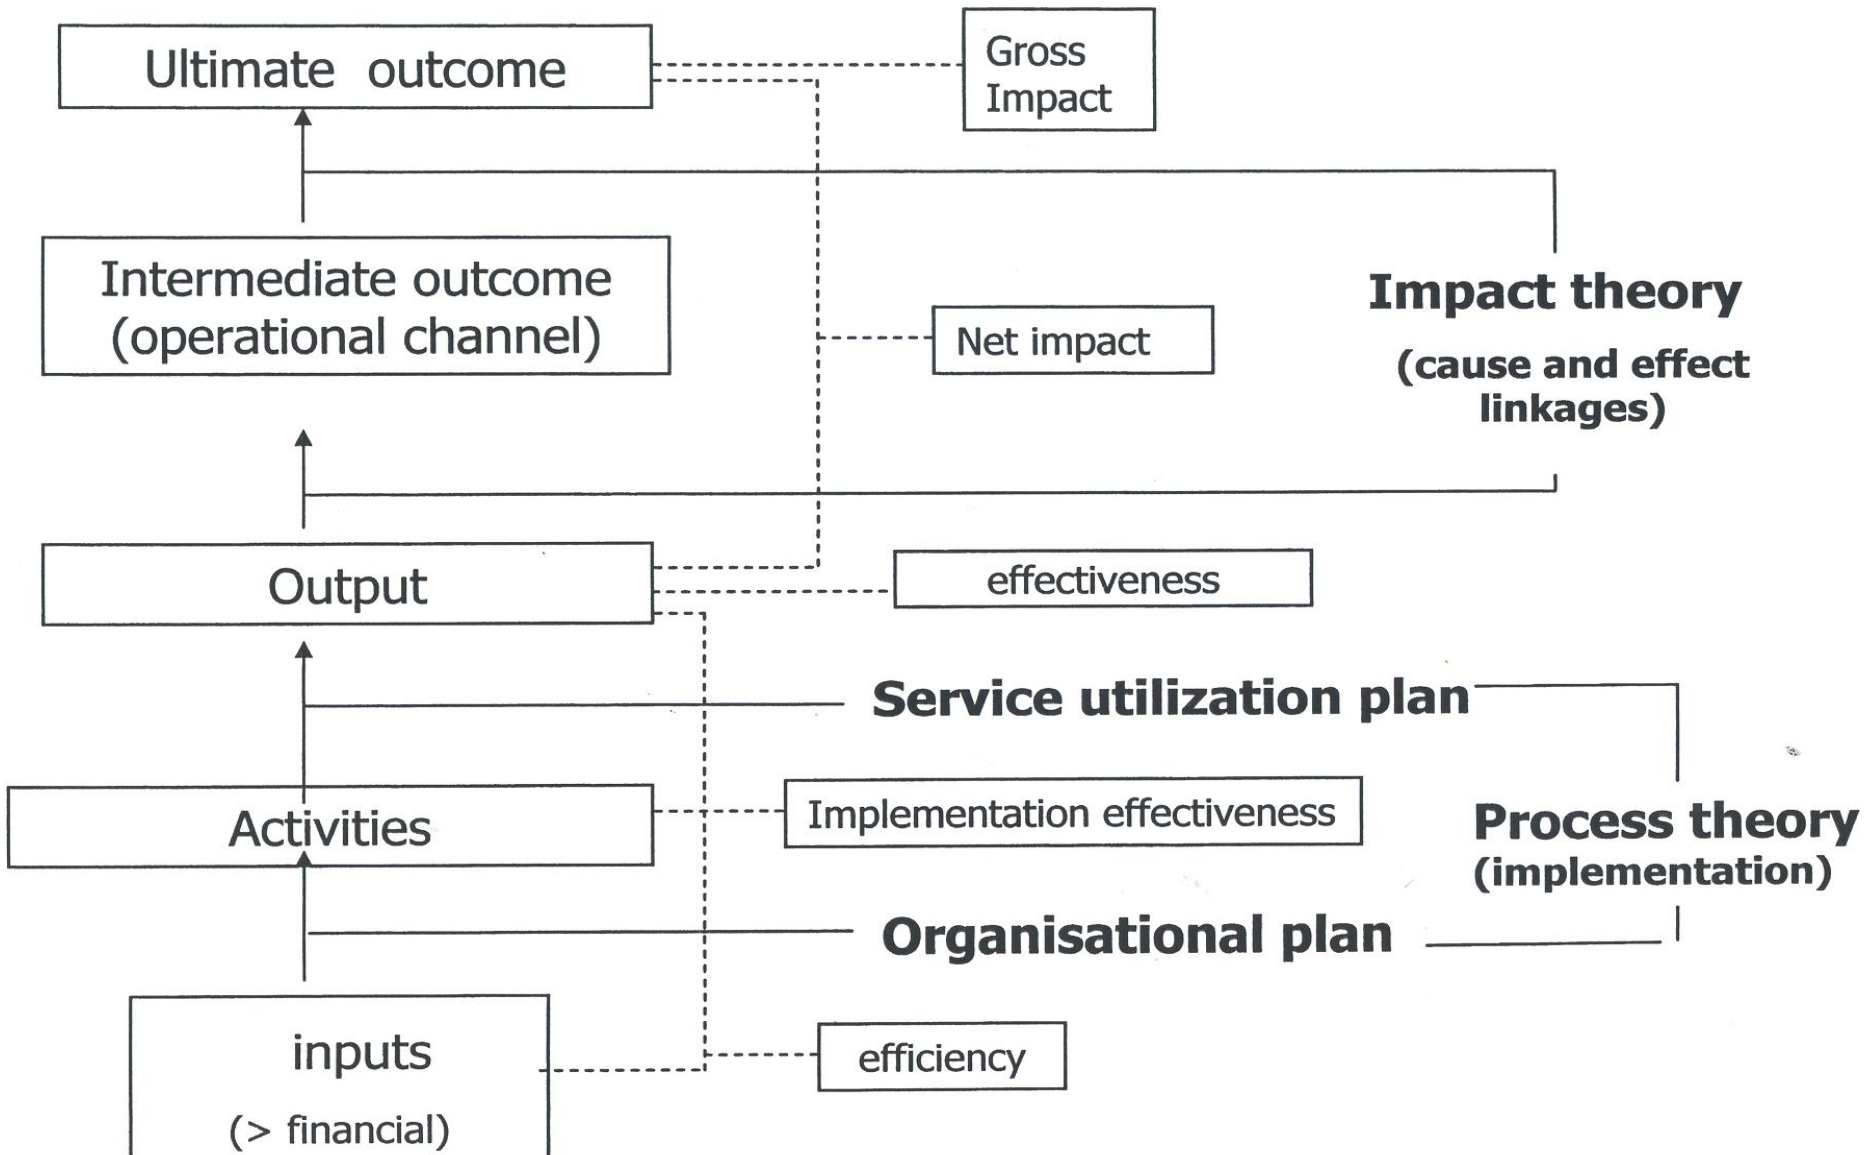 Ultimate outcome
Gross
Impact
Intermediate outcome
(operational channel)
Impact theory
(cause and effect
linkages)
Net impact
Output
effectiveness
Service utilization plan
Activities
Implementation effectiveness
Process theory
(implementation)
Organisational plan
inputs
(> financial)
efficiency